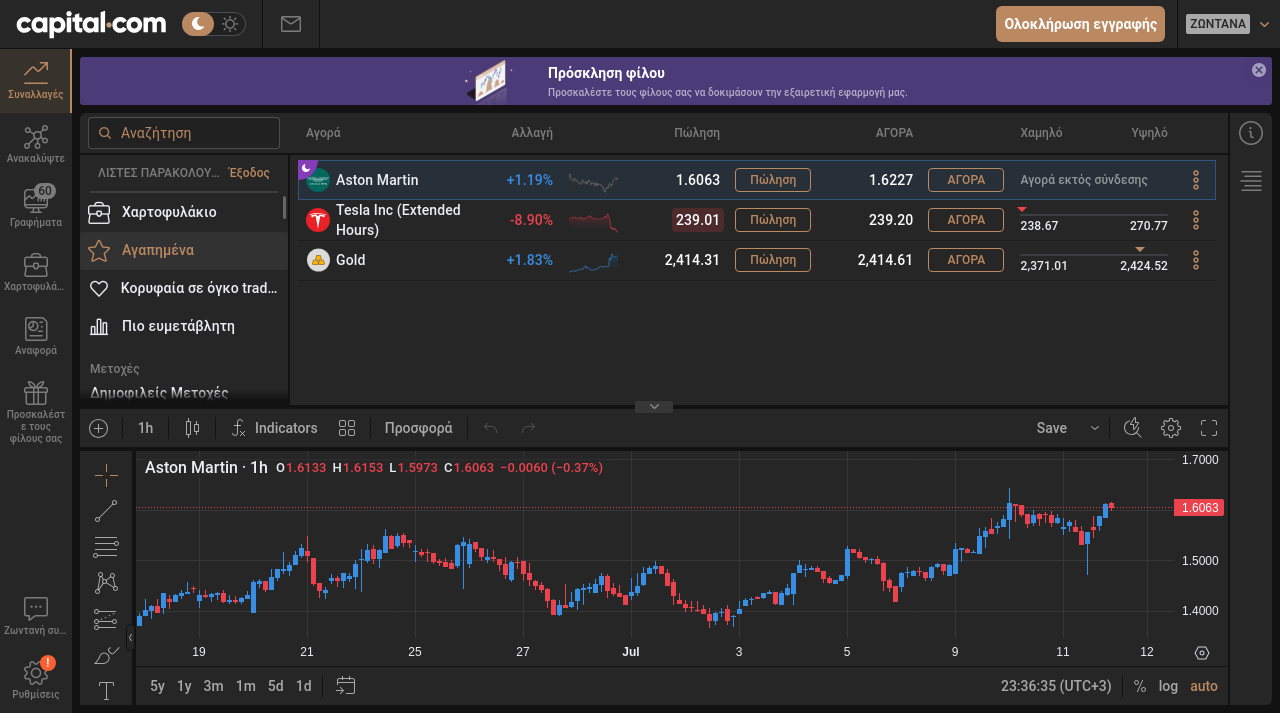 capital.com
Ολοκλήρωση εγγραφής
ΖΩΝΤΑΝΑ
Συναλλαγές
Ανακαλύψτε
60
Γραφήματα
Χαρτοφυλά...
Αναφορά
Προσκαλέστ
ε τους
φίλους σας
Ζωντανή συ...
!
Ρυθμίσεις
Πρόσκληση φίλου
Προσκαλέστε τους φίλους σας να δοκιμάσουν την εξαιρετική εφαρμογή μας.
Αναζήτηση
ΛΙΣΤΕΣ ΠΑΡΑΚΟΛΟΥ... Έξοδος
Χαρτοφυλάκιο
Αγαπημένα
Κορυφαία σε όγκο trad...
Πιο ευμετάβλητη
Μετοχές
Δημοφιλείς Μετοχές
Αγορά Αλλαγή Πώληση ΑΓΟΡΑ Χαμηλό Υψηλό
Aston Martin +1.19% 1.6063 Πώληση 1.6227 ΑΓΟΡΑ Αγορά εκτός σύνδεσης
Tesla Inc (Extended
Hours) -8.90% 239.01 Πώληση 239.20 ΑΓΟΡΑ 238.67 270.77
Gold +1.83% 2,414.31 Πώληση 2,414.61 ΑΓΟΡΑ 2,371.01 2,424.52
1h Indicators Προσφορά Save
Aston Martin · 1h O1.6133 H1.6153 L1.5973 C1.6063 −0.0060 (−0.37%)
1.7000
1.6063
1.5000
1.4000
19 21 25 27 Jul 3 5 9 11 12
5y 1y 3m 1m 5d 1d 23:36:35 (UTC+3) % log auto